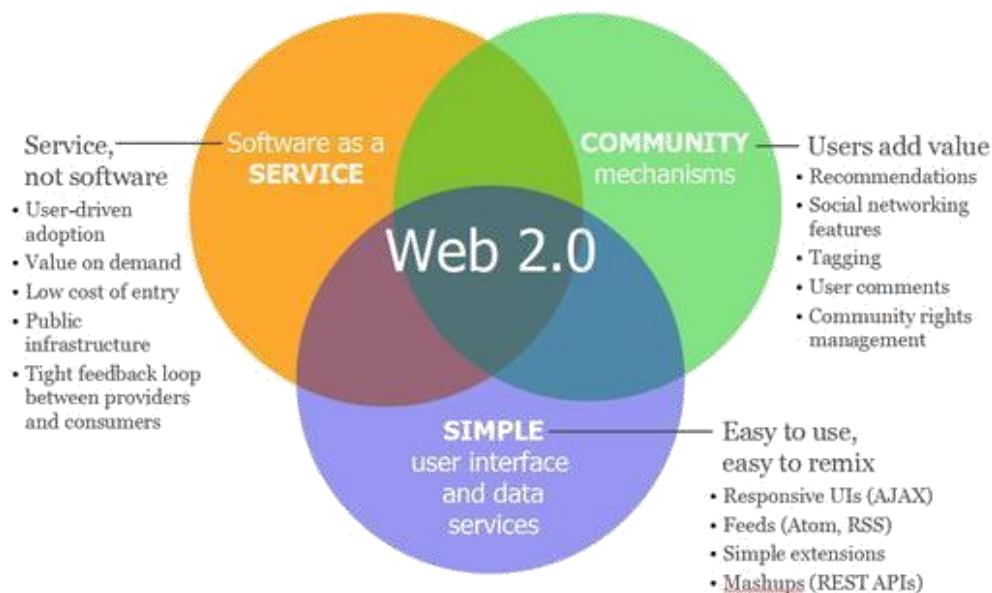 Service,
not software
• User-driven
adoption
• Value on demand
• Low cost of entry
• Public
infrastructure
• Tight feedback loop
between providers
and consumers
Software as a
SERVICE
COMMUNITY
mechanisms
Web 2.0
SIMPLE
user interface
and data
services
Users add value
• Recommendations
• Social networking
features
• Tagging
• User comments
• Community rights
management
Easy to use,
easy to remix
• Responsive UIs (AJAX)
• Feeds (Atom, RSS)
• Simple extensions
• Mashups (REST APIs)